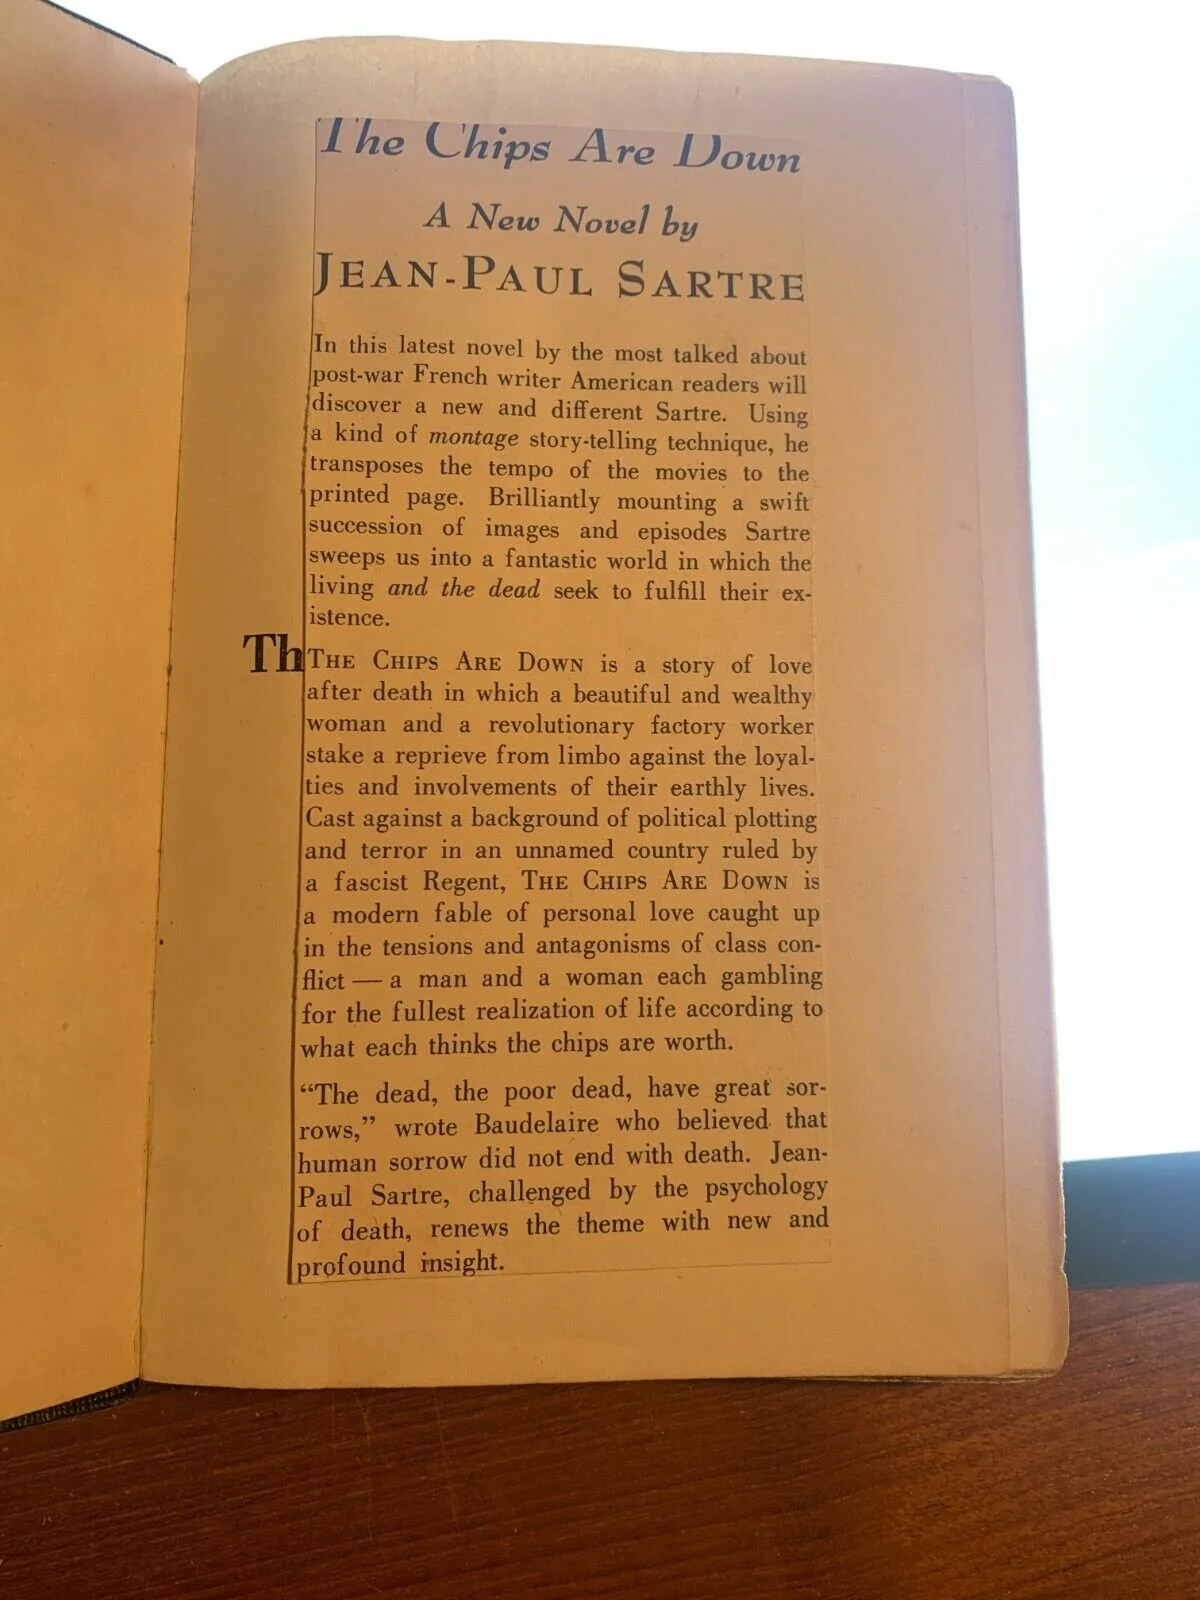 The Chips Are Down
A New Novel by
JEAN-PAUL SARTRE
In this latest novel by the most talked about
post-war French writer American readers will
discover a new and different Sartre. Using
a kind of montage story-telling technique, he
transposes the tempo of the movies to the
printed page. Brilliantly mounting a swift
succession of images and episodes Sartre
sweeps us into a fantastic world in which the
living and the dead seek to fulfill their ex-
istence.
Th
THE CHIPS ARE DOWN is a story of love
after death in which a beautiful and wealthy
woman and a revolutionary factory worker
stake a reprieve from limbo against the loyal-
ties and involvements of their earthly lives.
Cast against a background of political plotting
and terror in an unnamed country ruled by
a fascist Regent, THE CHIPS ARE DOWN is
a modern fable of personal love caught up
in the tensions and antagonisms of class con-
flict — a man and a woman each gambling
for the fullest realization of life according to
what each thinks the chips are worth.
“The dead, the poor dead, have great sor-
rows,” wrote Baudelaire who believed that
human sorrow did not end with death. Jean-
Paul Sartre, challenged by the psychology
of death, renews the theme with new and
profound insight.